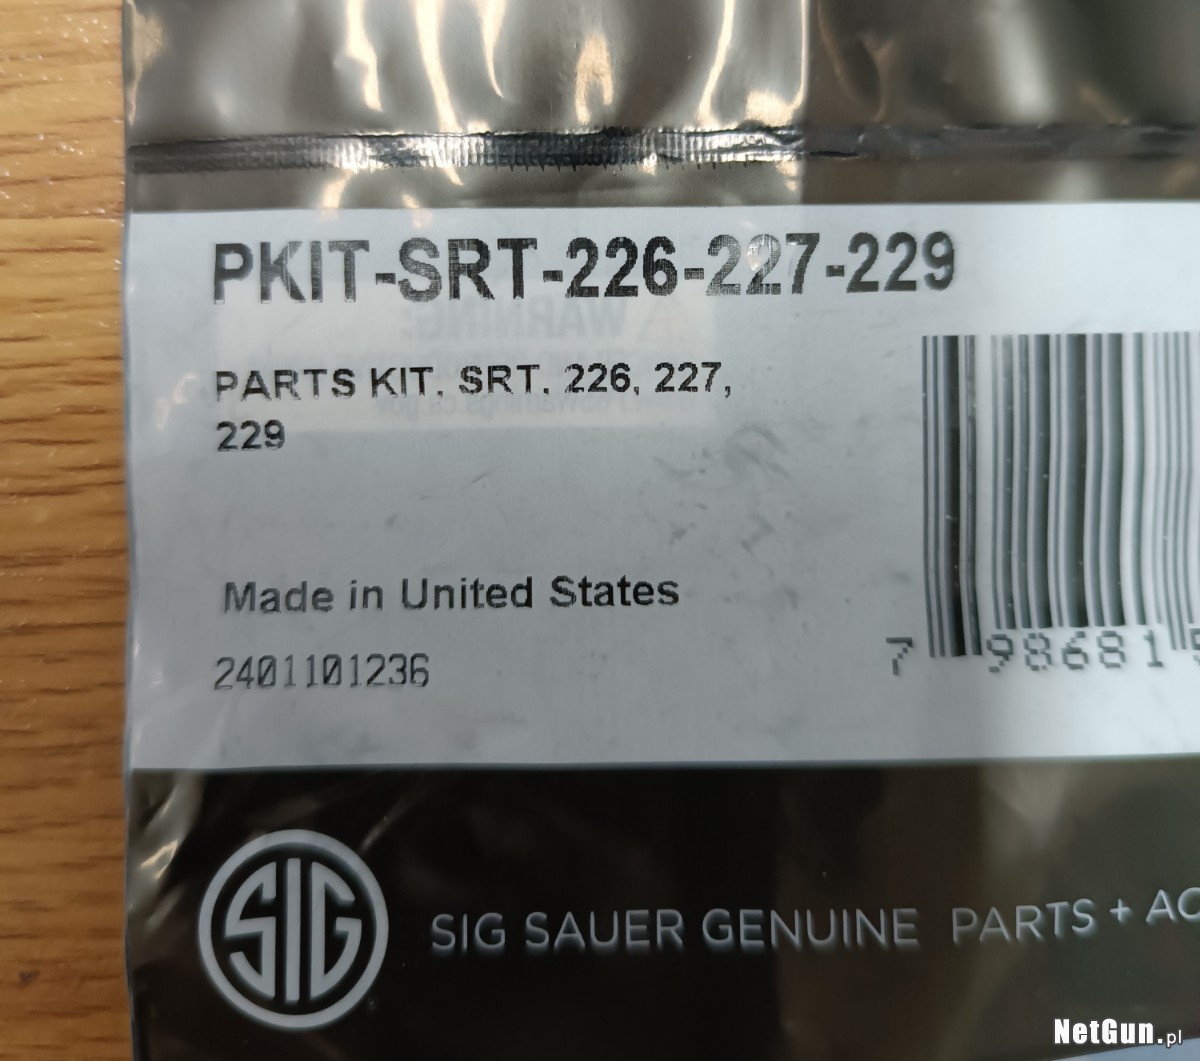 PKIT-SRT-226-227-229
WARNING:
PARTS KIT, SRT, 226, 227,
229
Made in United States
2401101236
7 98681
SIG
SIG SAUER GENUINE PARTS + AC
NetGun.pl